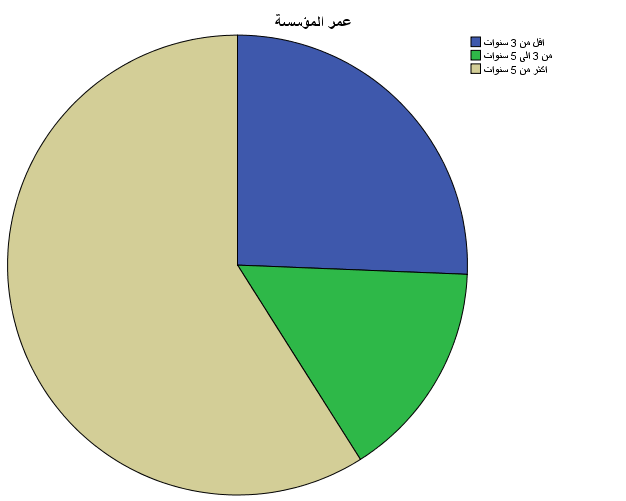 عمر المؤسسة
اقل من 3 سنوات
من 3 الى 5 سنوات
اكثر من 5 سنوات